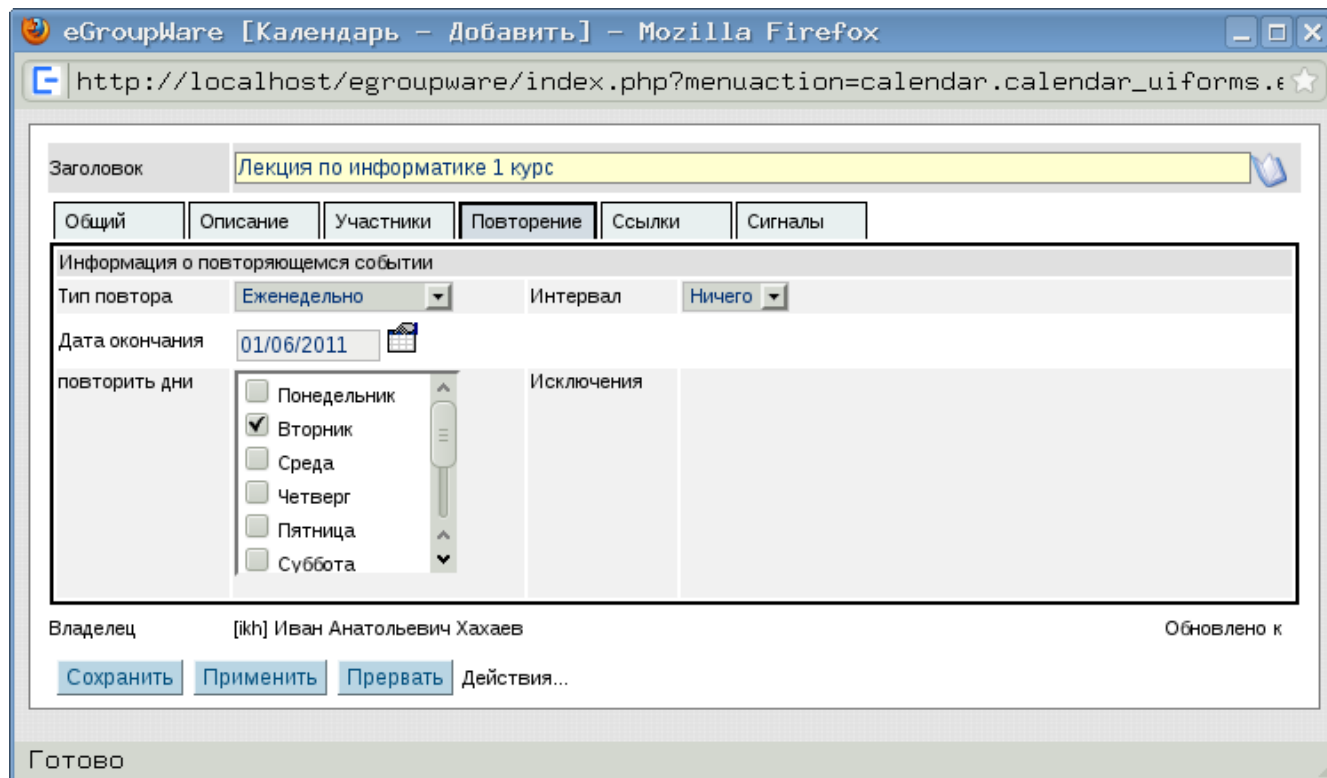 eGroupWare [Календарь – Добавить] – Mozilla Firefox
http://localhost/egroupware/index.php?menuaction=calendar.calendar_uiforms.e
Заголовок Лекция по информатике 1 курс
Общий Описание Участники Повторение Ссылки Сигналы
Информация о повторяющемся событии
Тип повтора Еженедельно Интервал Ничего
Дата окончания 01/06/2011
повторить дни Понедельник Исключения
Вторник
Среда
Четверг
Пятница
Суббота
Владелец [ikh] Иван Анатольевич Хахаев Обновлено к
Сохранить Применить Прервать Действия...
Готово